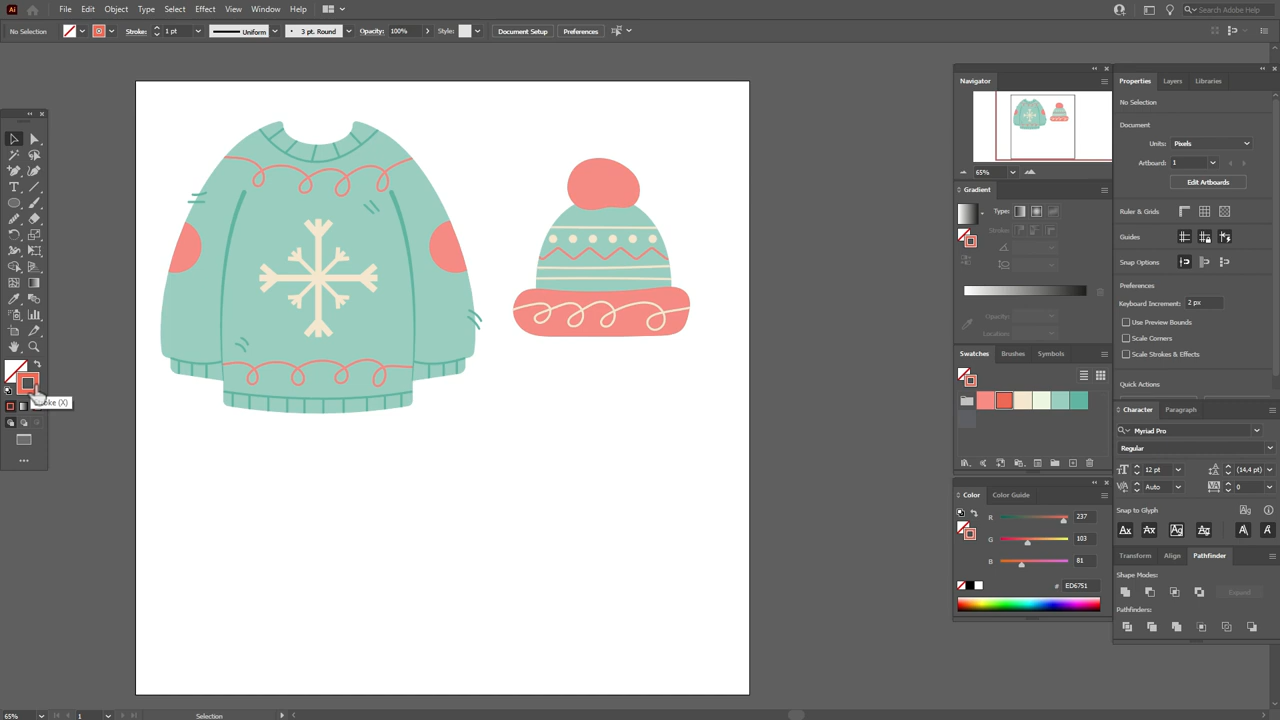 Ai File Edit Object Type Select Effect View Window Help Search Adobe Help
No Selection Stroke: 1 pt Uniform 3 pt. Round Opacity: 100% Style: Document Setup Preferences
Navigator
65%
Gradient
Type:
Opacity:
Location:
Swatches Brushes Symbols
Color Color Guide
R 237
G 103
B 81
# ED6751
Properties Layers Libraries
No Selection
Document
Units: Pixels
Artboard: 1
Edit Artboards
Ruler & Grids
Guides
Snap Options
Preferences
Keyboard Increment: 2 px
Use Preview Bounds
Scale Corners
Scale Strokes & Effects
Quick Actions
Character Paragraph
Myriad Pro
Regular
12 pt (14,4 pt)
Auto 0
Snap to Glyph
Transform Align Pathfinder
Shape Modes:
Expand
Pathfinders:
Stroke (X)
65% 1 Selection